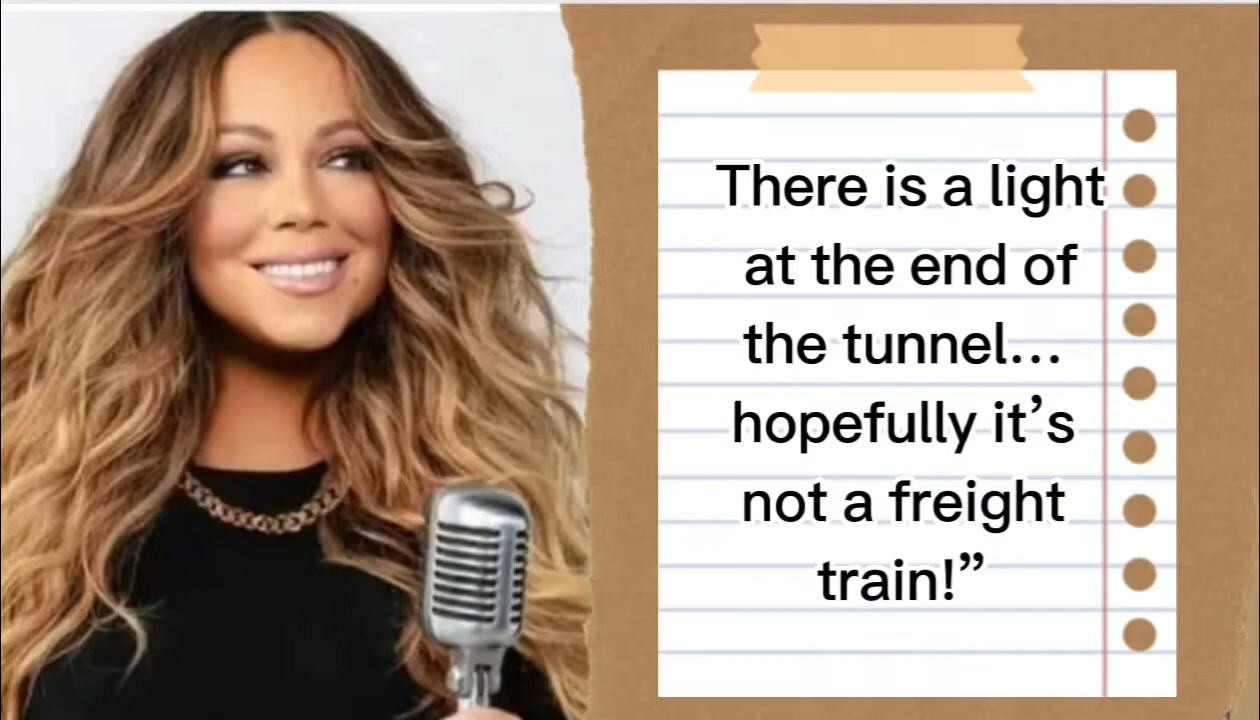 There is a light
at the end of
the tunnel...
hopefully it’s
not a freight
train!”